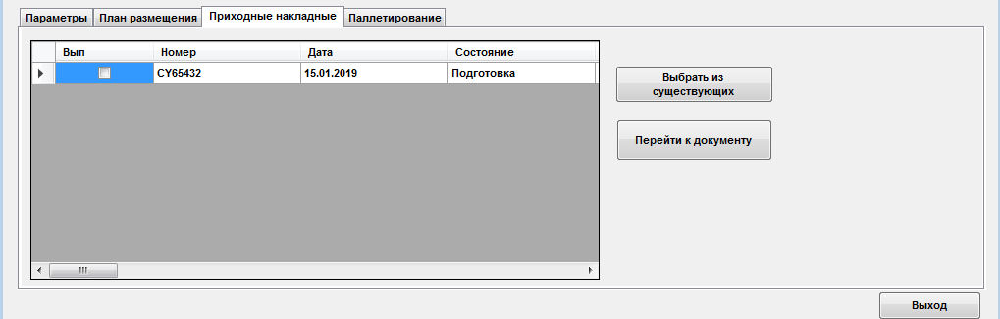 Параметры План размещения Приходные накладные Паллетирование
Вып Номер Дата Состояние
CY65432 15.01.2019 Подготовка
Выбрать из
существующих
Перейти к документу
Выход